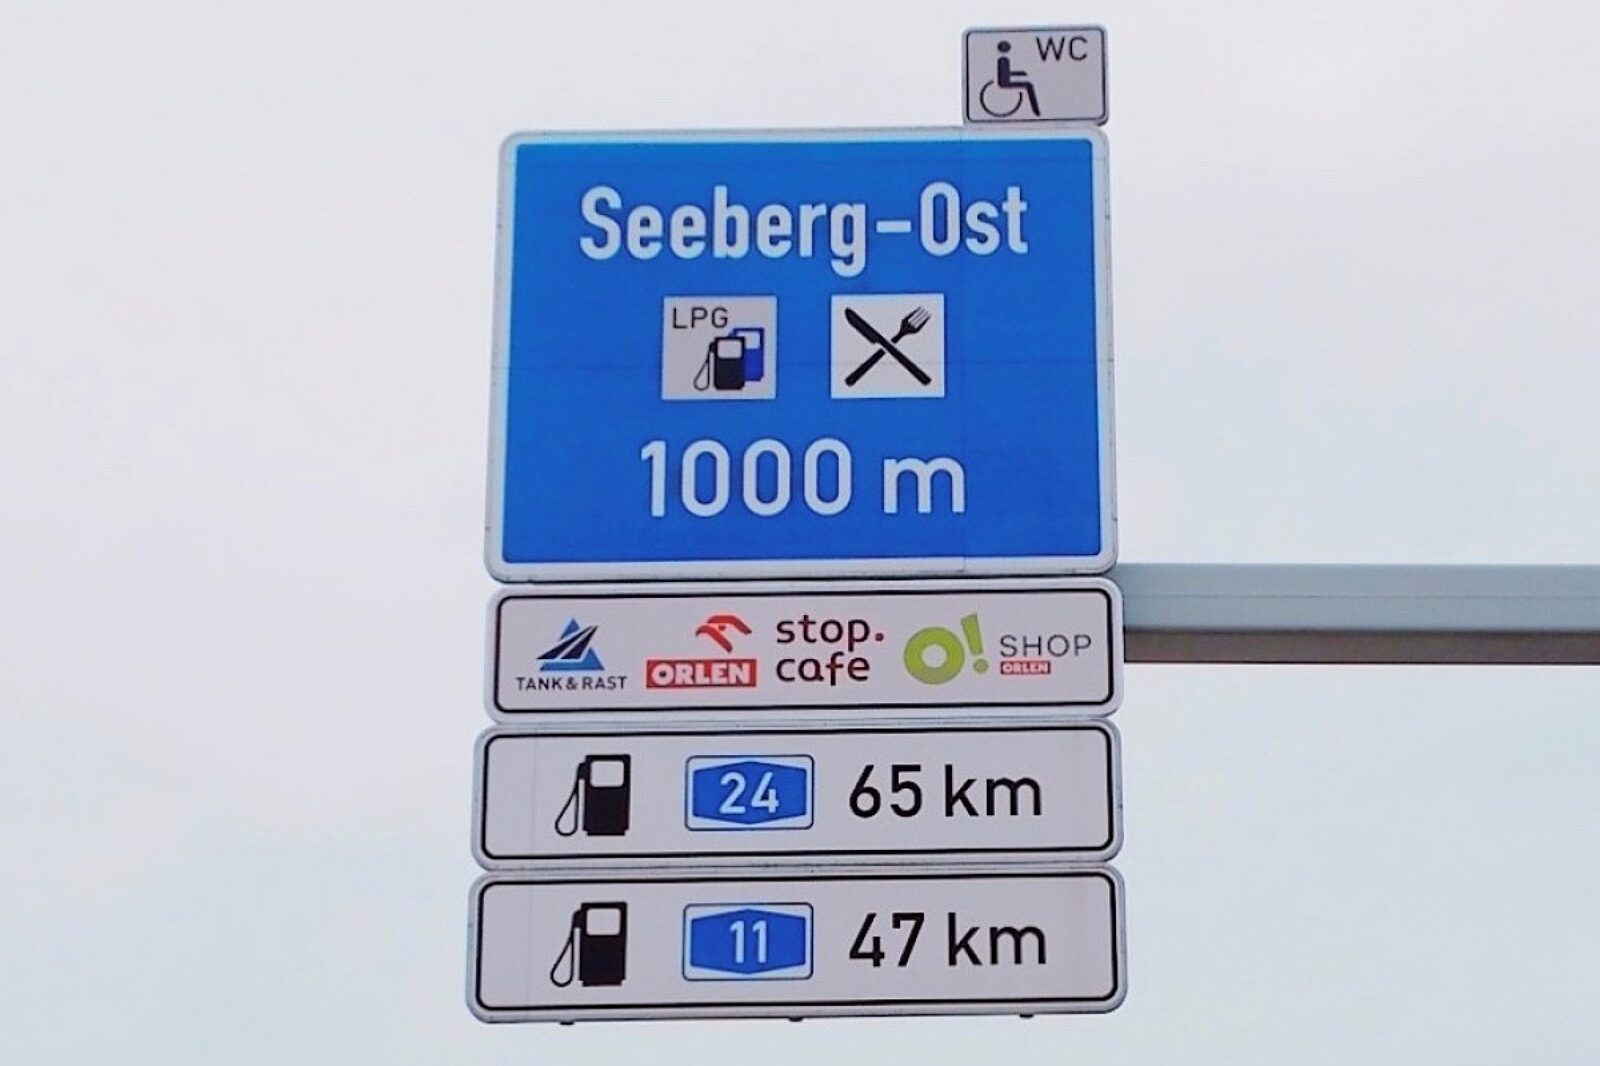 WC
Seeberg-Ost
LPG
1000 m
TANK & RAST
ORLEN
stop.
cafe
O!
SHOP
ORLEN
24 65 km
11 47 km